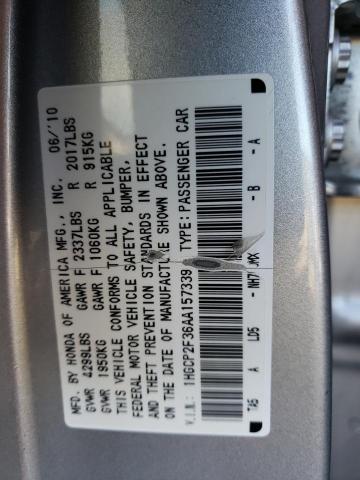 MFD. BY HONDA OF AMERICA MFG., INC. 06/'10
GVWR 4299LBS GAWR F 2337LBS R 2017LBS
GVWR 1950KG GAWR F 1060KG R 915KG
THIS VEHICLE CONFORMS TO ALL APPLICABLE
FEDERAL MOTOR VEHICLE SAFETY, BUMPER,
AND THEFT PREVENTION STANDARDS IN EFFECT
ON THE DATE OF MANUFACTURE SHOWN ABOVE.
V.I.N.: 1HGCP2F36AA157339 TYPE: PASSENGER CAR
TA5 A LD5 - - B - A